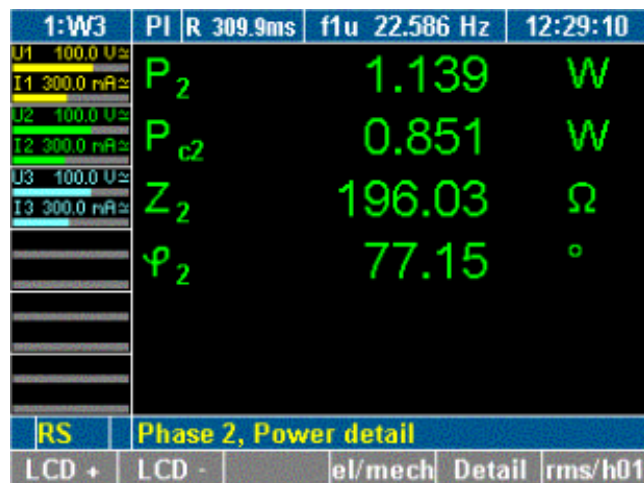 1:W3 PI R 309.9ms f1u 22.586 Hz 12:29:10
U1 100.0 V≃
I1 300.0 mA≃
P2 1.139 W
U2 100.0 V≃
I2 300.0 mA≃
Pc2 0.851 W
U3 100.0 V≃
I3 300.0 mA≃
Z2 196.03 Ω
φ2 77.15 °
RS Phase 2, Power detail
LCD + LCD - el/mech Detail rms/h01